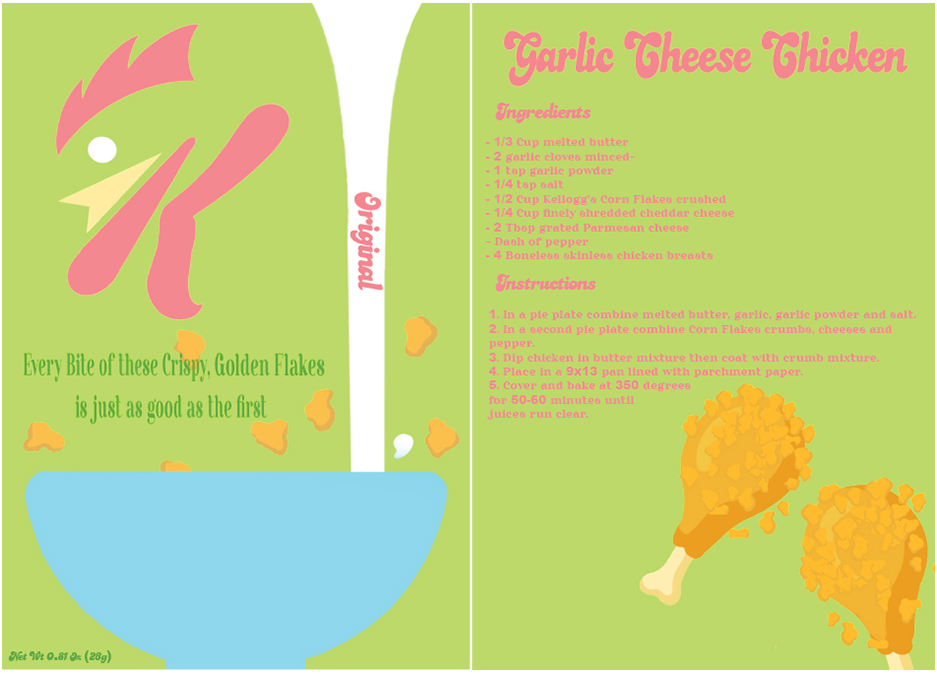 Original
Every Bite of these Crispy, Golden Flakes
is just as good as the first
Net Wt 0.81 Oz (26g)
Garlic Cheese Chicken
Ingredients
- 1/3 Cup melted butter
- 2 garlic cloves minced-
- 1 tsp garlic powder
- 1/4 tsp salt
- 1/2 Cup Kellogg's Corn Flakes crushed
- 1/4 Cup finely shredded cheddar cheese
- 2 Tbsp grated Parmesan cheese
- Dash of pepper
- 4 Boneless skinless chicken breasts
Instructions
1. In a pie plate combine melted butter, garlic, garlic powder and salt.
2. In a second pie plate combine Corn Flakes crumbs, cheeses and
pepper.
3. Dip chicken in butter mixture then coat with crumb mixture.
4. Place in a 9x13 pan lined with parchment paper.
5. Cover and bake at 350 degrees
for 50-60 minutes until
juices run clear.